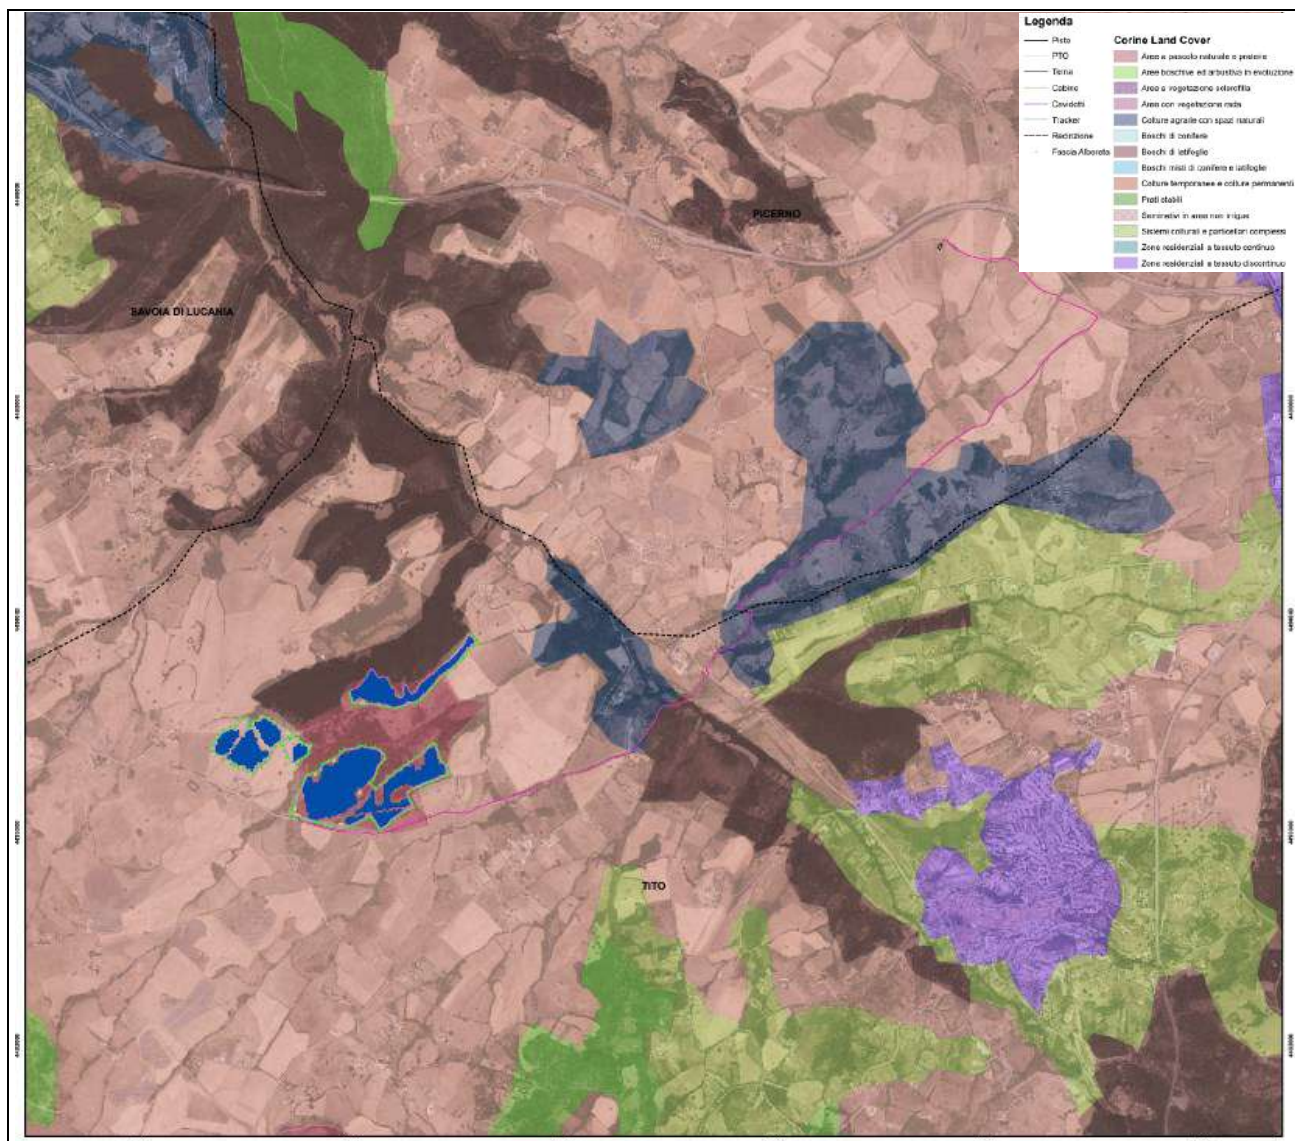 Legenda
Piste
PTO
Terna
Cabine
Cavidotti
Tracker
Recinzione
Fascia Alberata
Corine Land Cover
Aree a pascolo naturale e praterie
Aree boschive ed arbustiva in evoluzione
Aree a vegetazione sclerofilla
Aree con vegetazione rada
Colture agrarie con spazi naturali
Boschi di conifere
Boschi di latifoglie
Boschi misti di conifere e latifoglie
Colture temporanee e colture permanenti
Prati stabili
Seminativi in aree non irrigue
Sistemi colturali e particellari complessi
Zone residenziali a tessuto continuo
Zone residenziali a tessuto discontinuo
PICERNO
SAVOIA DI LUCANIA
TITO